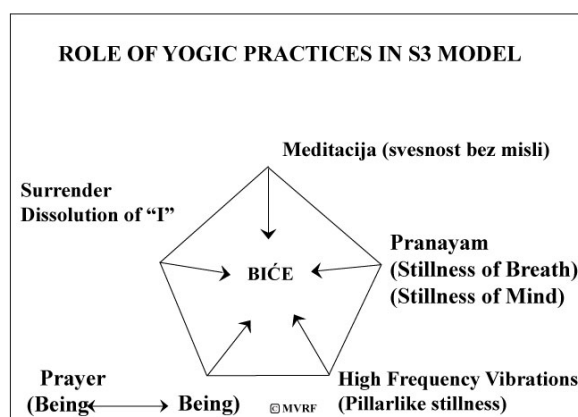 ROLE OF YOGIC PRACTICES IN S3 MODEL
Meditacija (svesnost bez misli)
Surrender
Dissolution of “I”
Pranayam
(Stillness of Breath)
(Stillness of Mind)
BIĆE
High Frequency Vibrations
(Pillarlike stillness)
Prayer
(Being Being)
© MVRF